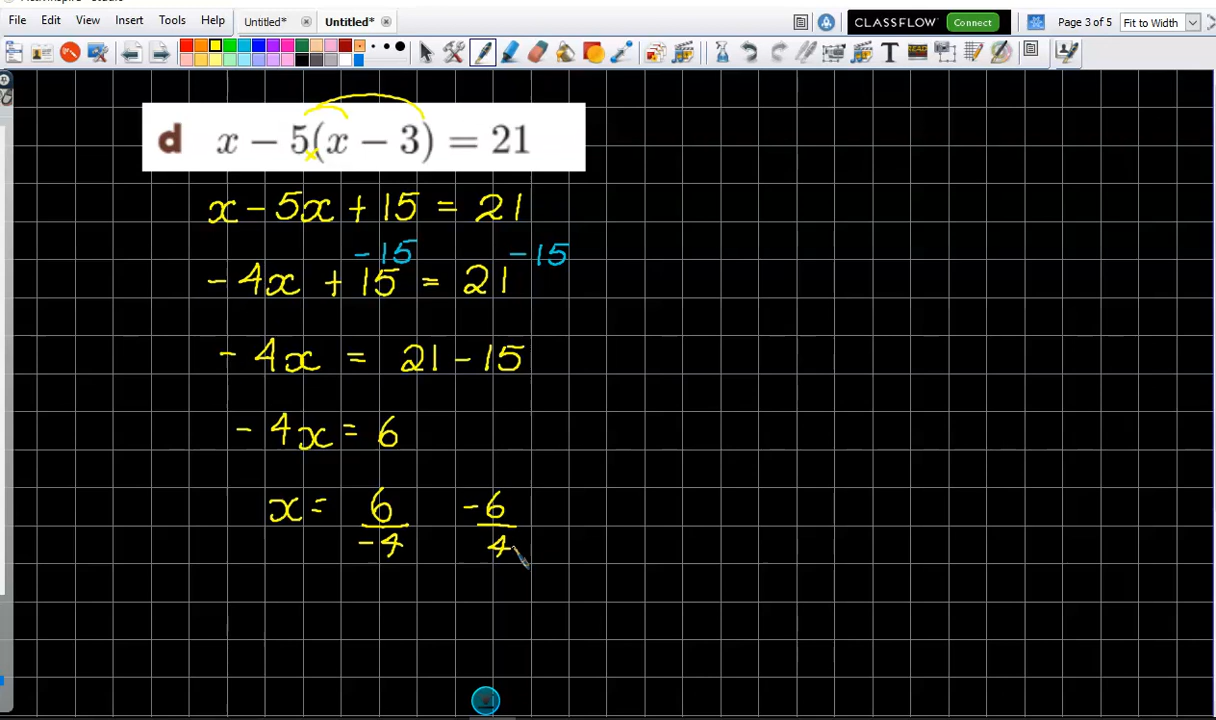 File Edit View Insert Tools Help Untitled* Untitled* CLASSFLOW Connect Page 3 of 5 Fit to Width
d x − 5(x − 3) = 21
x
x - 5x + 15 = 21
-15 -15
- 4x + 15 = 21
- 4x = 21 - 15
- 4x = 6
x = 6/-4 -6/4